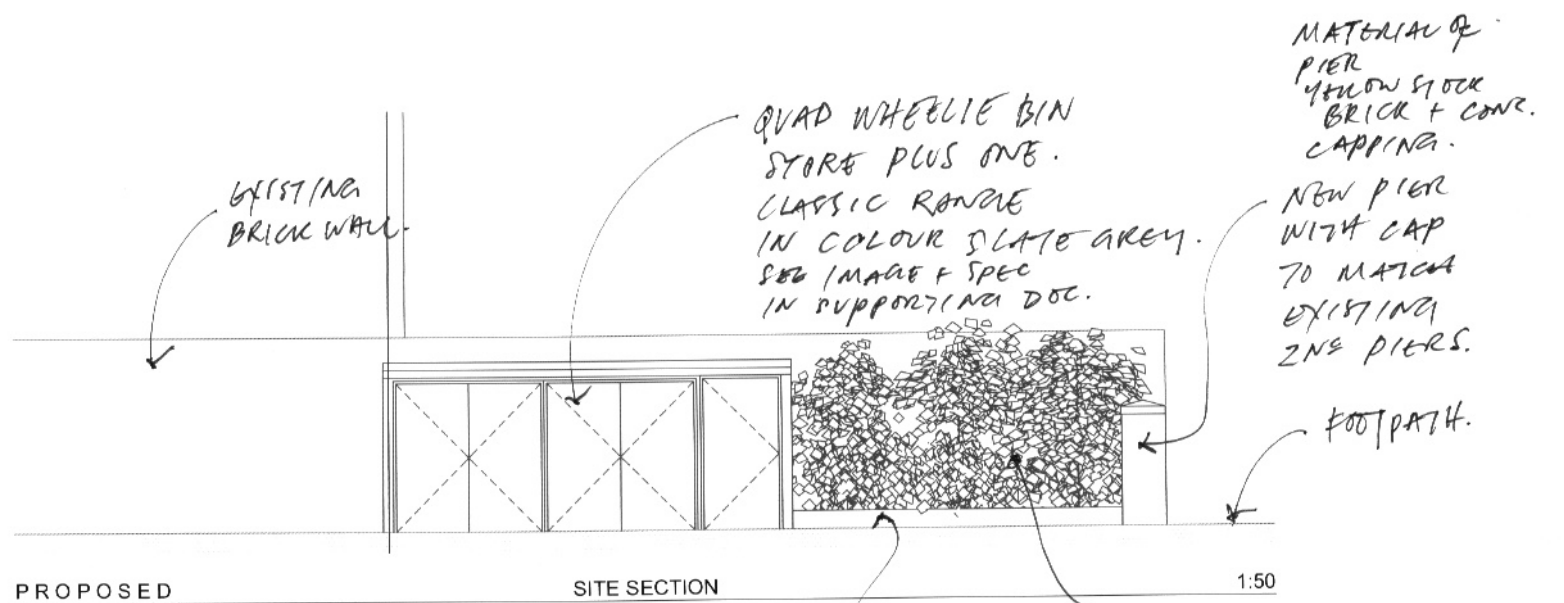 MATERIAL OF
PIER
YELLOW STOCK
BRICK + CONC.
CAPPING.
QUAD WHEELIE BIN
STORE PLUS ONE.
CLASSIC RANGE
IN COLOUR SLATE GREY.
SEE IMAGE + SPEC
IN SUPPORTING DOC.
EXISTING
BRICK WALL.
NEW PIER
WITH CAP
TO MATCH
EXISTING
PIERS.
FOOTPATH.
PROPOSED
SITE SECTION
1:50